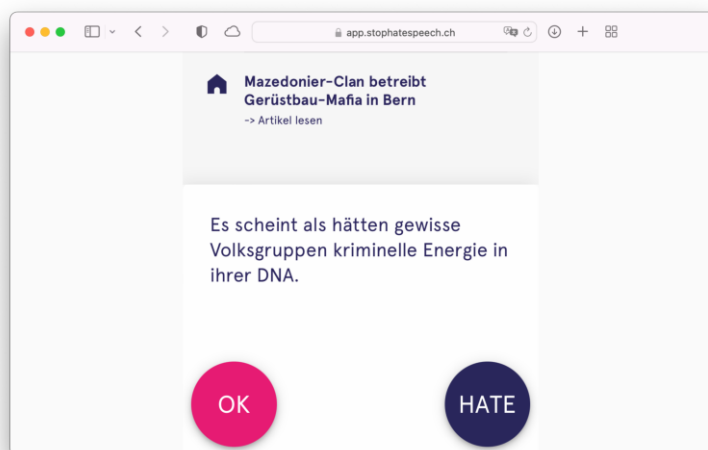 app.stophatespeech.ch
Mazedonier-Clan betreibt
Gerüstbau-Mafia in Bern
-> Artikel lesen
Es scheint als hätten gewisse
Volksgruppen kriminelle Energie in
ihrer DNA.
OK
HATE